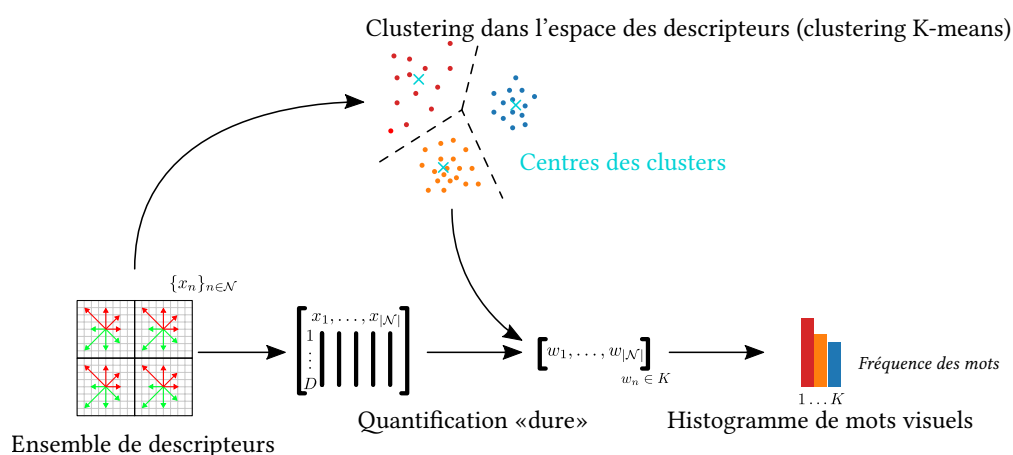 Clustering dans l'espace des descripteurs (clustering K-means)
Centres des clusters
{x_n}_{n∈𝒩}
x_1, . . . , x_{|𝒩|}
1
⋮
D
w_1, . . . , w_{|𝒩|}
w_n ∈ K
Fréquence des mots
1 . . . K
Quantification «dure»
Histogramme de mots visuels
Ensemble de descripteurs